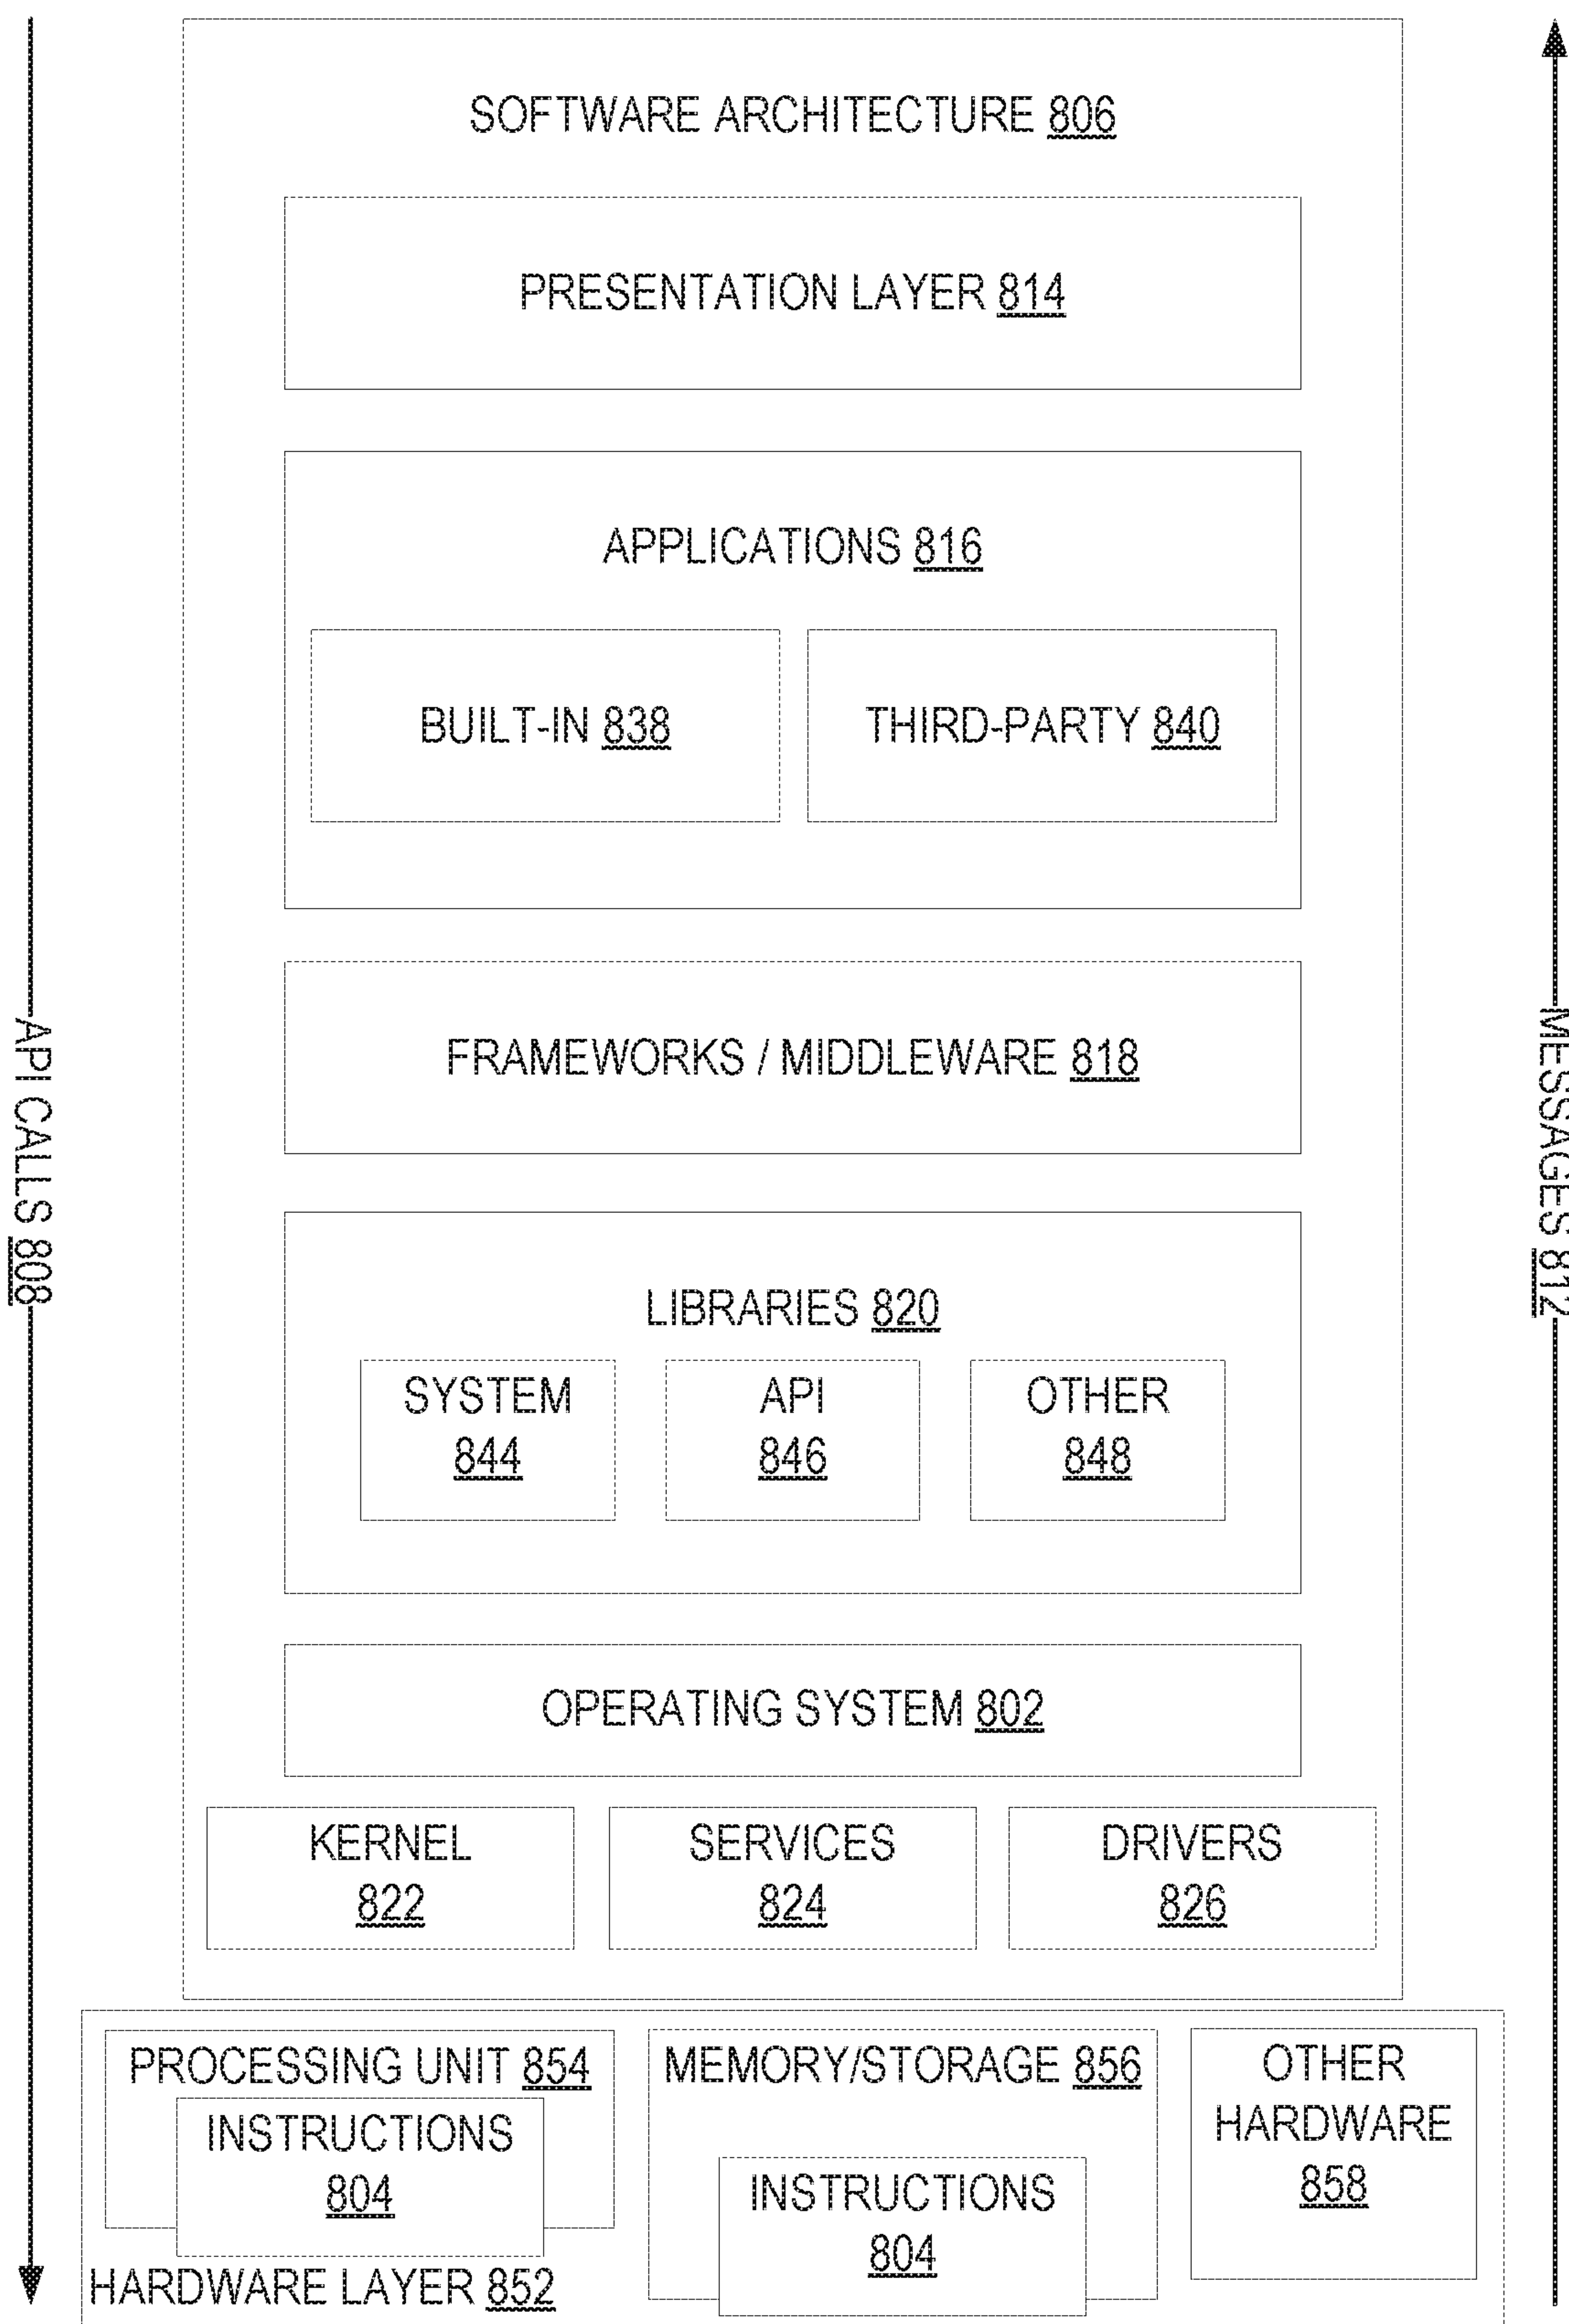 SOFTWARE ARCHITECTURE 806
PRESENTATION LAYER 814
APPLICATIONS 816
BUILT-IN 838
THIRD-PARTY 840
FRAMEWORKS / MIDDLEWARE 818
API CALLS 808
MESSAGES 812
LIBRARIES 820
SYSTEM
844
API
846
OTHER
848
OPERATING SYSTEM 802
KERNEL
822
SERVICES
824
DRIVERS
826
PROCESSING UNIT 854
INSTRUCTIONS
804
MEMORY/STORAGE 856
INSTRUCTIONS
804
OTHER
HARDWARE
858
HARDWARE LAYER 852